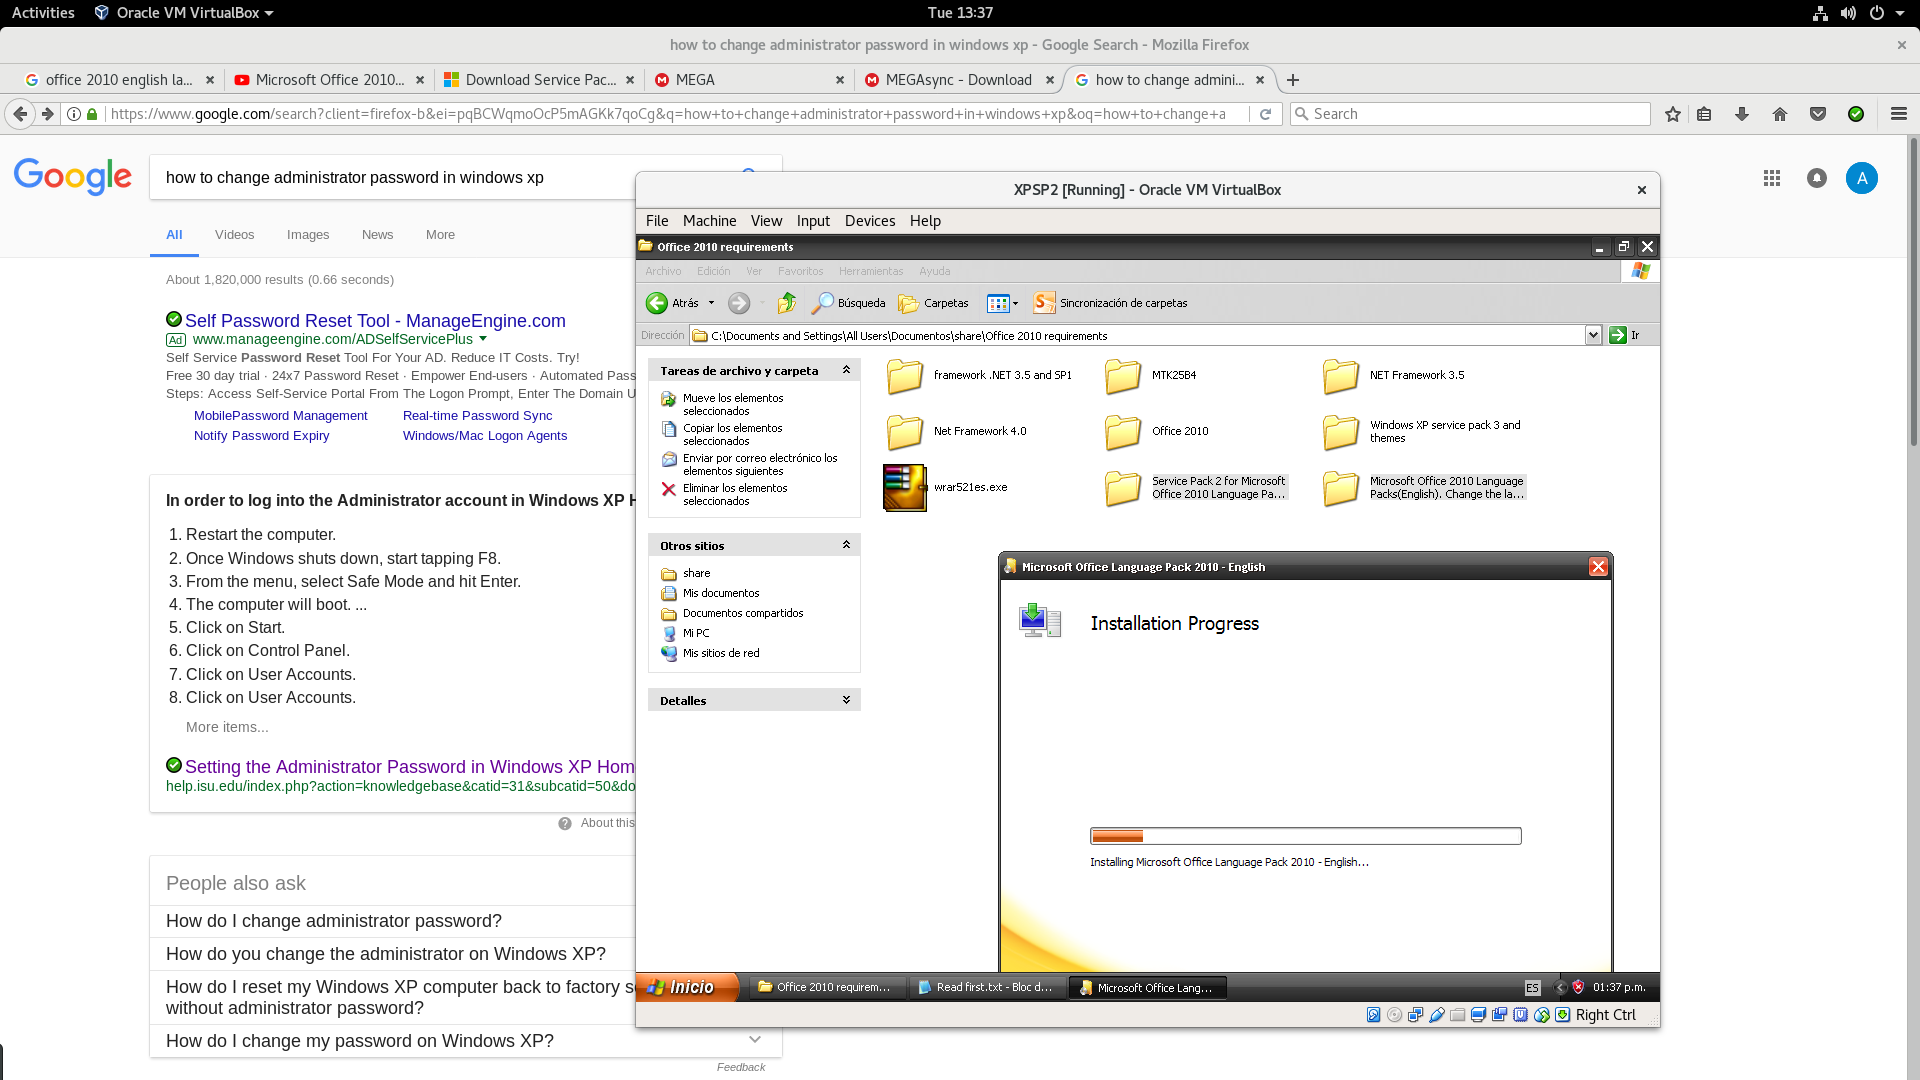 Activities
Oracle VM VirtualBox
Tue 13:37
how to change administrator password in windows xp - Google Search - Mozilla Firefox
office 2010 english la...
Microsoft Office 2010...
Download Service Pac...
MEGA
MEGAsync - Download
how to change admini...
https://www.google.com/search?client=firefox-b&ei=pqBCWqmoOcP5mAGKk7qoCg&q=how+to+change+administrator+password+in+windows+xp&oq=how+to+change+a
Search
Google
how to change administrator password in windows xp
A
All
Videos
Images
News
More
About 1,820,000 results (0.66 seconds)
Self Password Reset Tool - ManageEngine.com
Ad www.manageengine.com/ADSelfServicePlus
Self Service Password Reset Tool For Your AD. Reduce IT Costs. Try!
Free 30 day trial · 24x7 Password Reset · Empower End-users · Automated Pass
Steps: Access Self-Service Portal From The Logon Prompt, Enter The Domain U
MobilePassword Management
Real-time Password Sync
Notify Password Expiry
Windows/Mac Logon Agents
In order to log into the Administrator account in Windows XP H
1. Restart the computer.
2. Once Windows shuts down, start tapping F8.
3. From the menu, select Safe Mode and hit Enter.
4. The computer will boot. ...
5. Click on Start.
6. Click on Control Panel.
7. Click on User Accounts.
8. Click on User Accounts.
More items...
Setting the Administrator Password in Windows XP Hom
help.isu.edu/index.php?action=knowledgebase&catid=31&subcatid=50&do
About this
People also ask
How do I change administrator password?
How do you change the administrator on Windows XP?
How do I reset my Windows XP computer back to factory se
without administrator password?
How do I change my password on Windows XP?
Feedback
XPSP2 [Running] - Oracle VM VirtualBox
File
Machine
View
Input
Devices
Help
Office 2010 requirements
Archivo
Edición
Ver
Favoritos
Herramientas
Ayuda
Atrás
Búsqueda
Carpetas
Sincronización de carpetas
Dirección
C:\Documents and Settings\All Users\Documentos\share\Office 2010 requirements
Ir
Tareas de archivo y carpeta
Mueve los elementos
seleccionados
Copiar los elementos
seleccionados
Enviar por correo electrónico los
elementos siguientes
Eliminar los elementos
seleccionados
Otros sitios
share
Mis documentos
Documentos compartidos
Mi PC
Mis sitios de red
Detalles
framework .NET 3.5 and SP1
MTK25B4
NET Framework 3.5
Net Framework 4.0
Office 2010
Windows XP service pack 3 and
themes
wrar521es.exe
Service Pack 2 for Microsoft
Office 2010 Language Pa...
Microsoft Office 2010 Language
Packs(English). Change the la...
Microsoft Office Language Pack 2010 - English
Installation Progress
Installing Microsoft Office Language Pack 2010 - English...
Inicio
Office 2010 requirem...
Read first.txt - Bloc d...
Microsoft Office Lang...
ES
01:37 p.m.
Right Ctrl